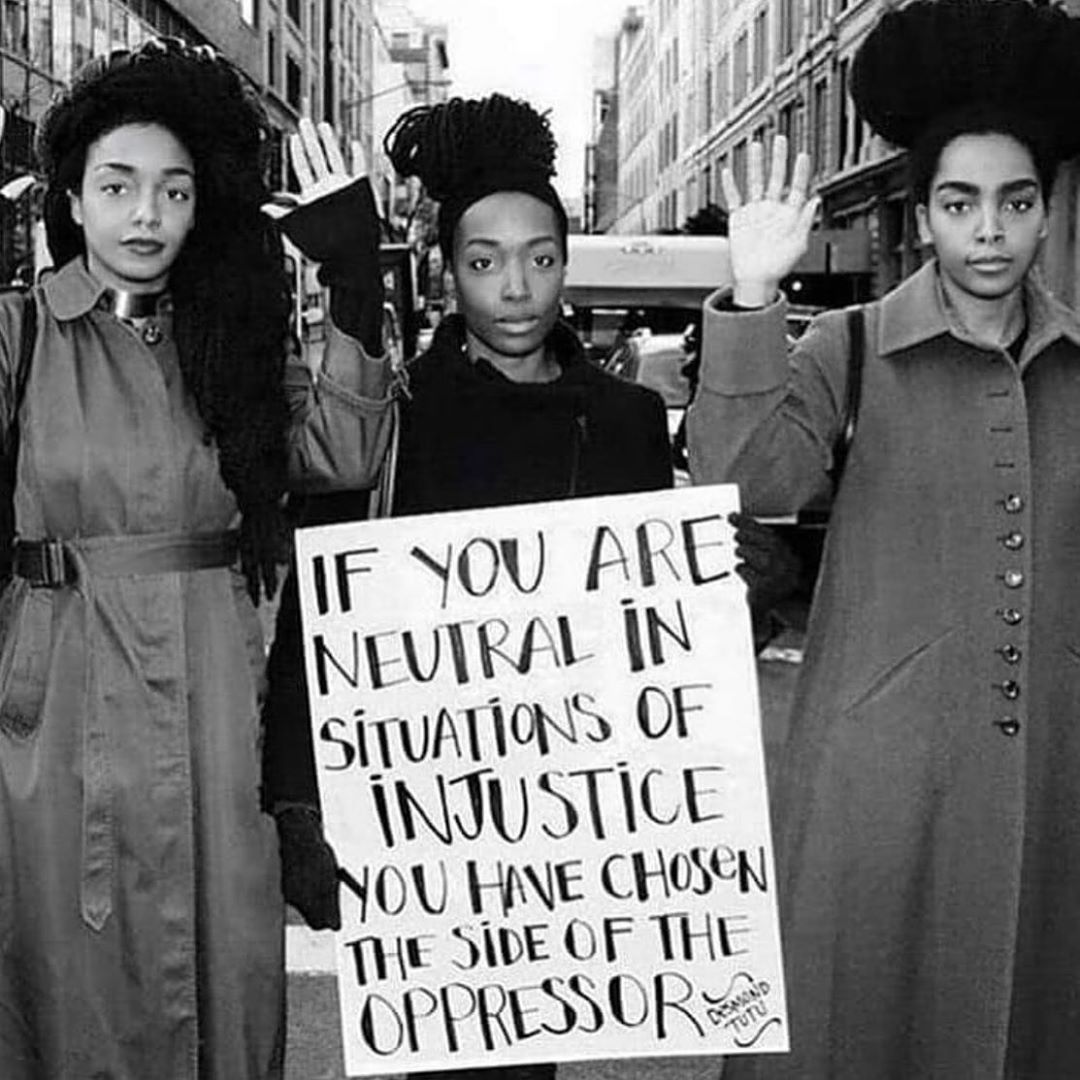 IF YOU ARE
NEUTRAL IN
SITUATIONS OF
INJUSTICE
YOU HAVE CHOSEN
THE SIDE OF THE
OPPRESSOR
DESMOND
TUTU